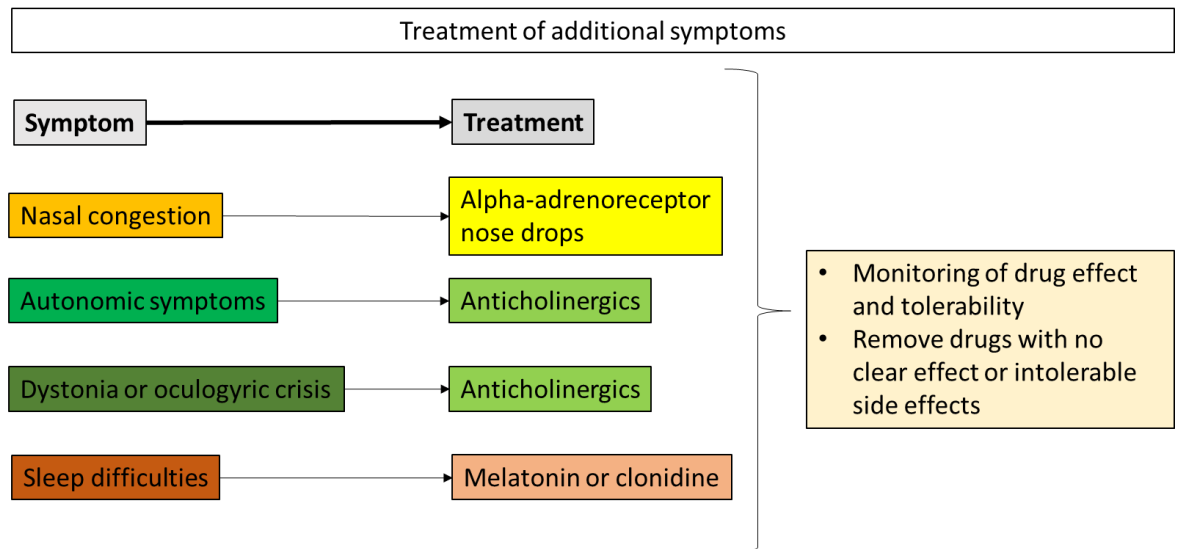 Treatment of additional symptoms
Symptom
Treatment
Nasal congestion
Alpha-adrenoreceptor
nose drops
Autonomic symptoms
Anticholinergics
Dystonia or oculogyric crisis
Anticholinergics
Sleep difficulties
Melatonin or clonidine
• Monitoring of drug effect
and tolerability
• Remove drugs with no
clear effect or intolerable
side effects